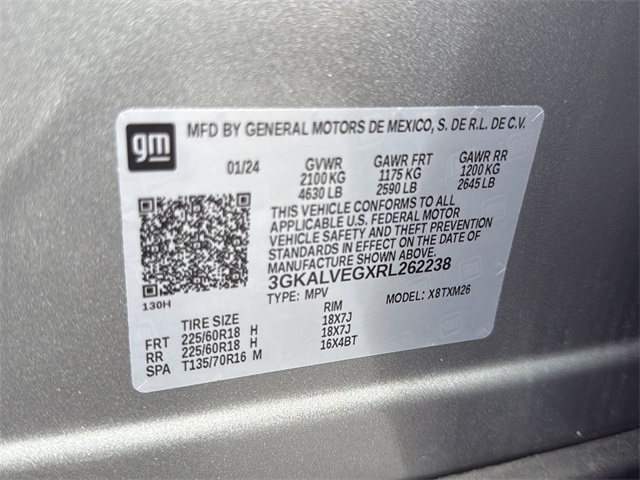 gm
MFD BY GENERAL MOTORS DE MEXICO, S. DE R.L. DE C.V.
01/24 GVWR GAWR FRT GAWR RR
2100 KG 1175 KG 1200 KG
4630 LB 2590 LB 2645 LB
THIS VEHICLE CONFORMS TO ALL
APPLICABLE U.S. FEDERAL MOTOR
VEHICLE SAFETY AND THEFT PREVENTION
STANDARDS IN EFFECT ON THE DATE OF
MANUFACTURE SHOWN ABOVE.
3GKALVEGXRL262238
130H TYPE: MPV MODEL: X8TXM26
TIRE SIZE RIM
FRT 225/60R18 H 18X7J
RR 225/60R18 H 18X7J
SPA T135/70R16 M 16X4BT